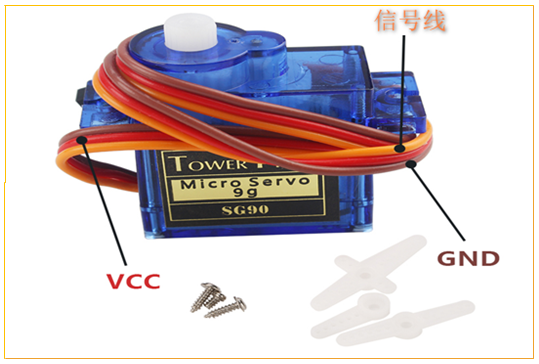 信号线
TOWER
Micro Servo
9g
SG90
GND
VCC